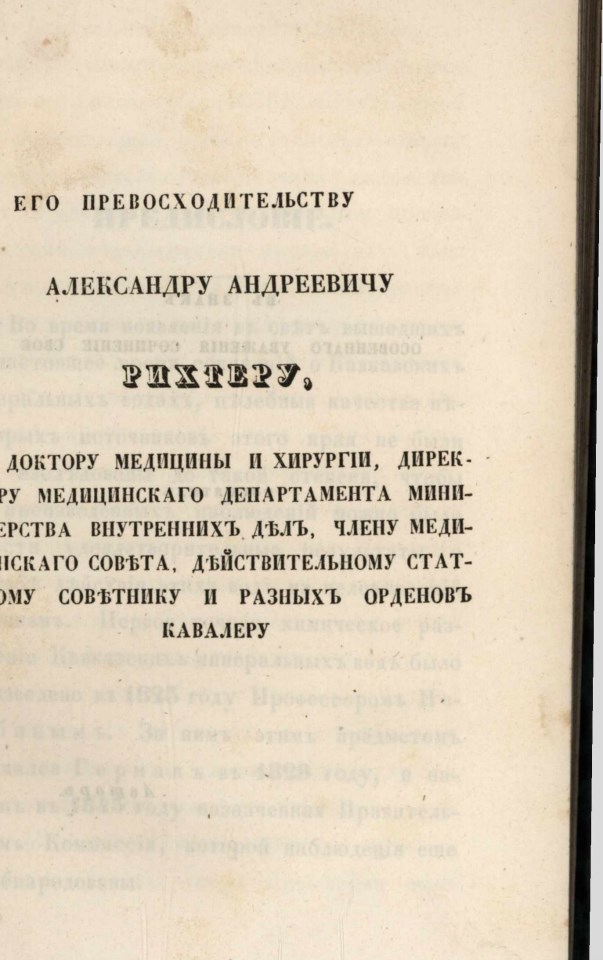 ЕГО ПРЕВОСХОДИТЕЛЬСТВУ
АЛЕКСАНДРУ АНДРЕЕВИЧУ
РИХТЕРУ,
ДОКТОРУ МЕДИЦИНЫ И ХИРУРГІИ, ДИРЕК-
РУ МЕДИЦИНСКАГО ДЕПАРТАМЕНТА МИНИ-
ЕРСТВА ВНУТРЕННИХЪ ДѢЛЪ, ЧЛЕНУ МЕДИ-
НСКАГО СОВѢТА, ДѢЙСТВИТЕЛЬНОМУ СТАТ-
ОМУ СОВѢТНИКУ И РАЗНЫХЪ ОРДЕНОВЪ
КАВАЛЕРУ